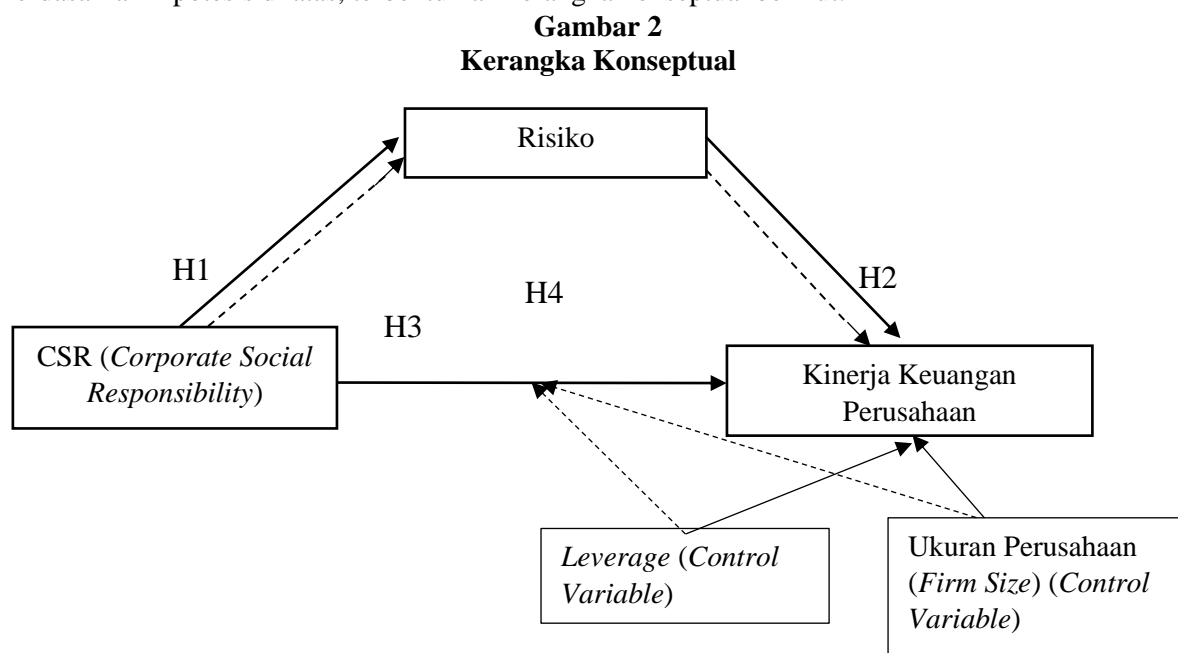 Gambar 2
Kerangka Konseptual
Risiko
H1
H2
H4
H3
CSR (Corporate Social
Responsibility)
Kinerja Keuangan
Perusahaan
Leverage (Control
Variable)
Ukuran Perusahaan
(Firm Size) (Control
Variable)